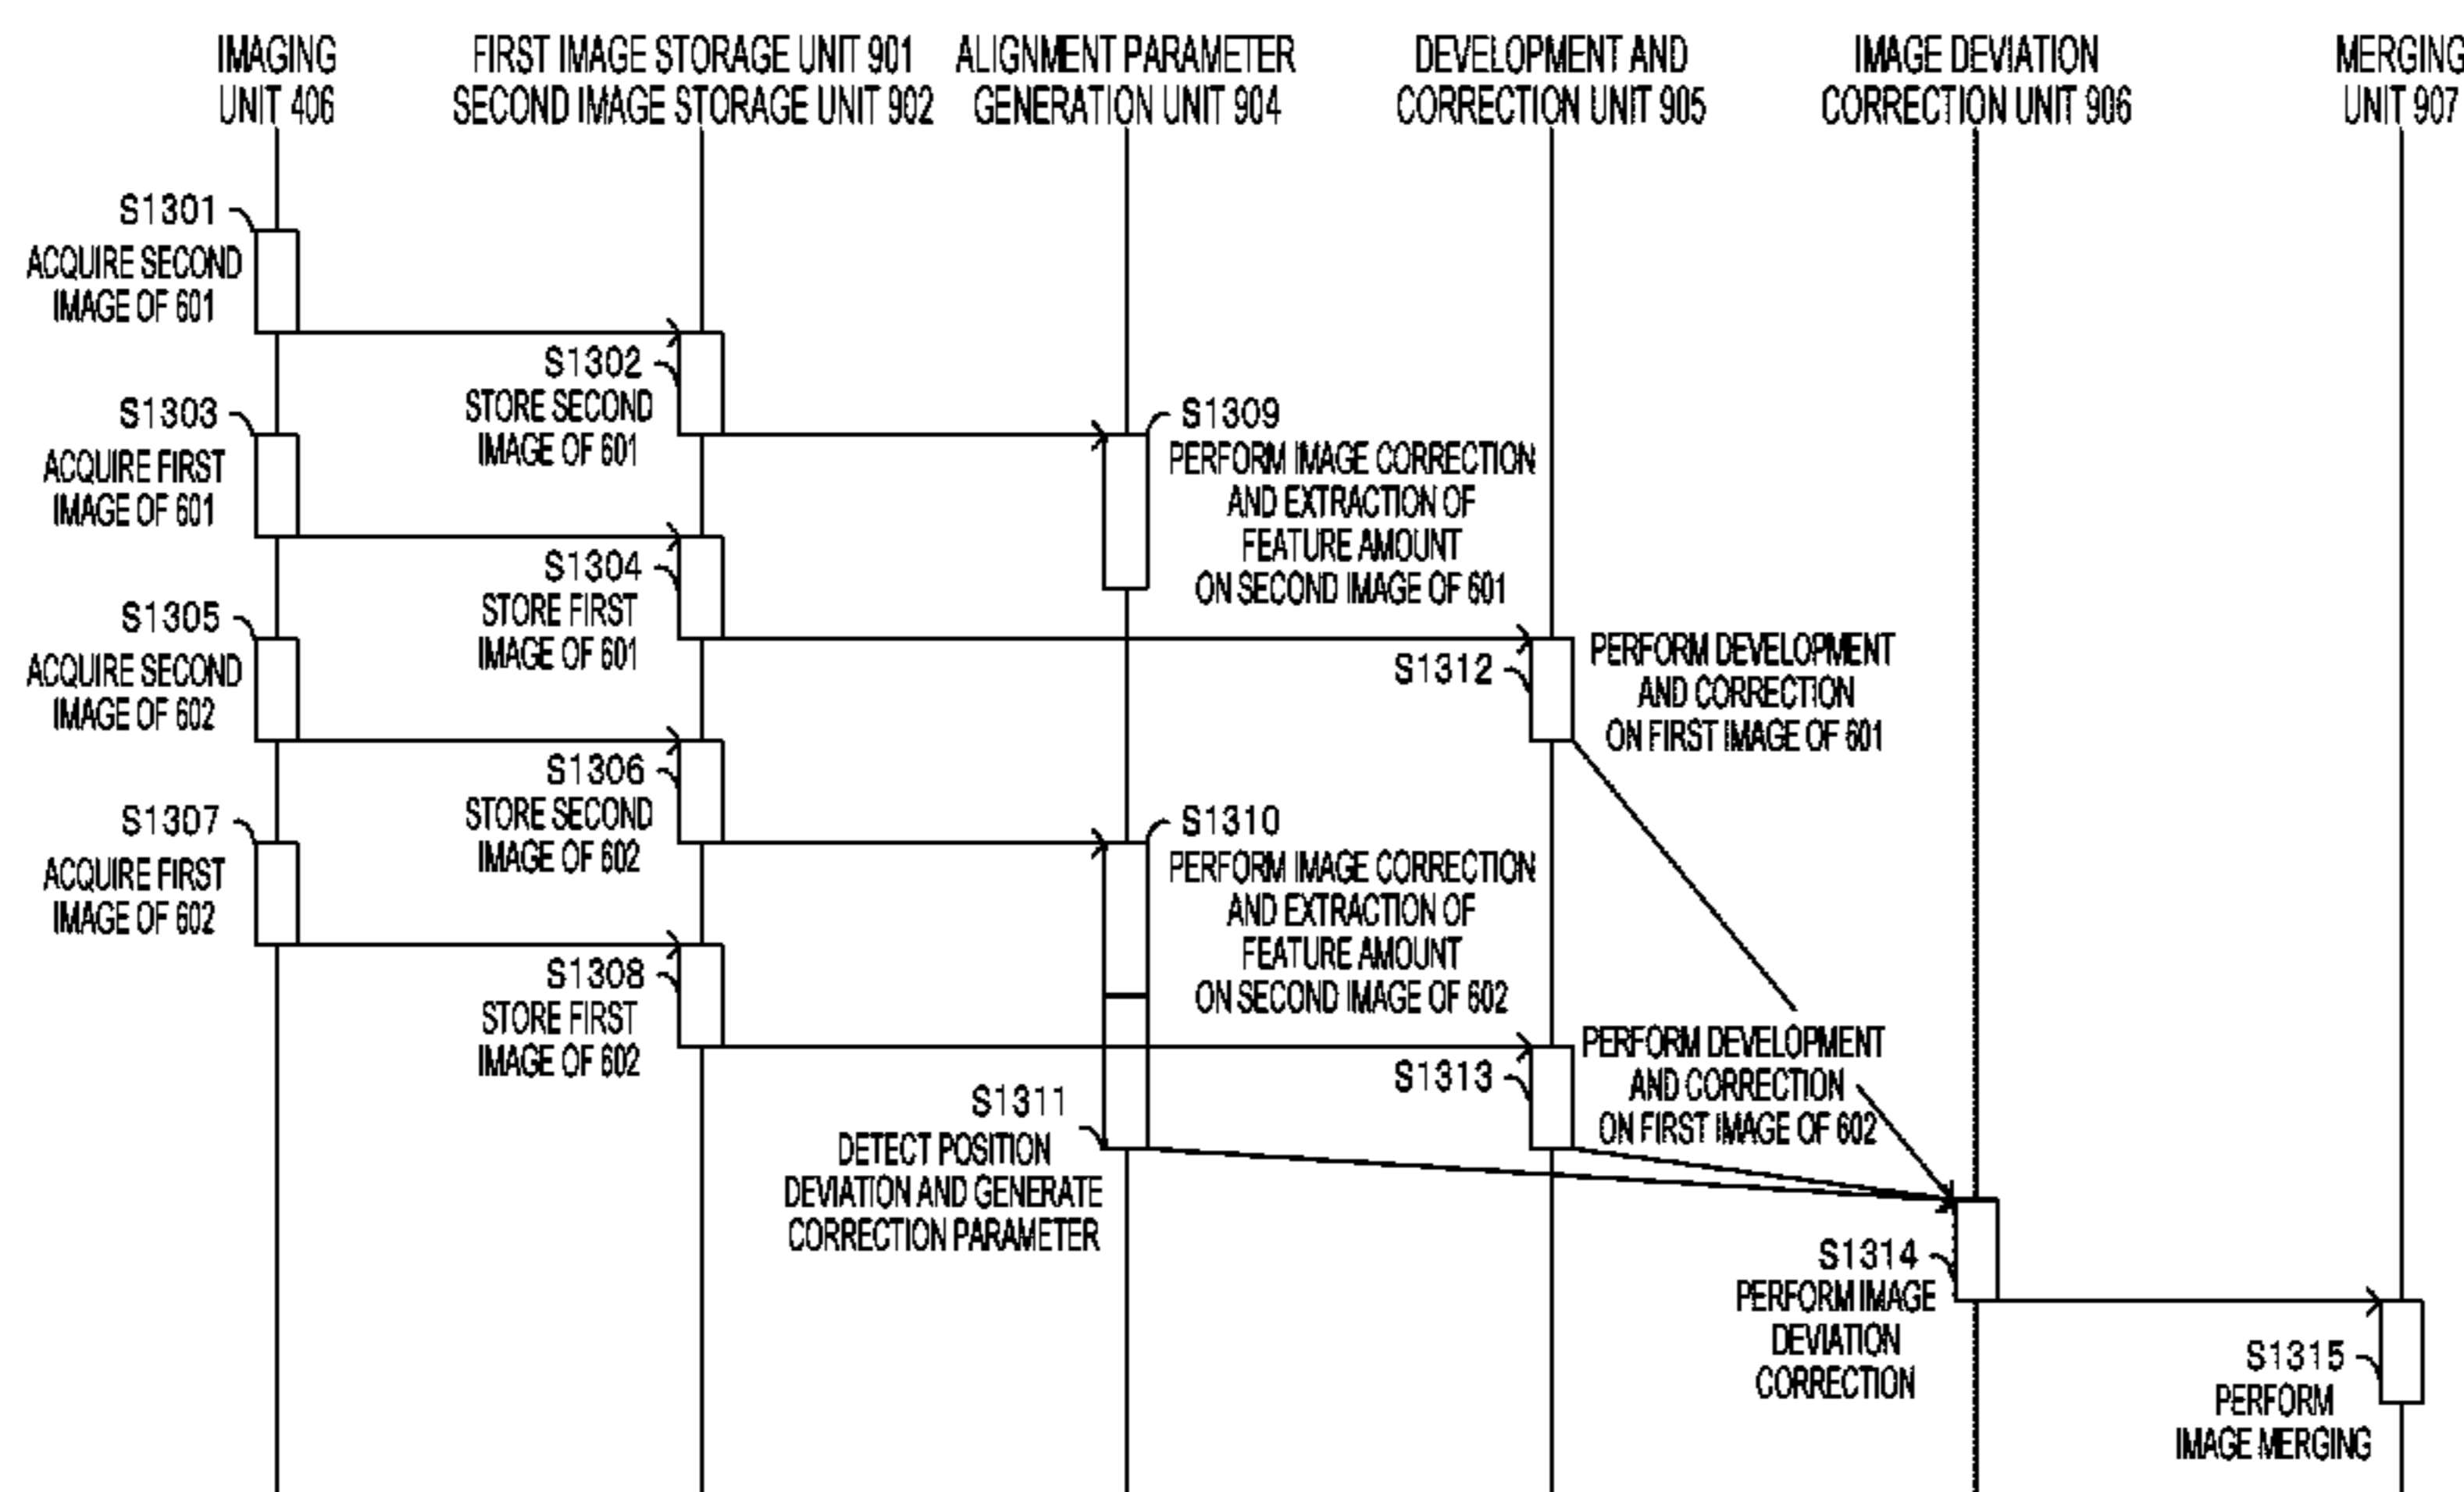 IMAGING
UNIT 406
FIRST IMAGE STORAGE UNIT 901
SECOND IMAGE STORAGE UNIT 902
ALIGNMENT PARAMETER
GENERATION UNIT 904
DEVELOPMENT AND
CORRECTION UNIT 905
IMAGE DEVIATION
CORRECTION UNIT 906
MERGING
UNIT 907
S1301
ACQUIRE SECOND
IMAGE OF 601
S1302
STORE SECOND
IMAGE OF 601
S1303
ACQUIRE FIRST
IMAGE OF 601
S1309
PERFORM IMAGE CORRECTION
AND EXTRACTION OF
FEATURE AMOUNT
ON SECOND IMAGE OF 601
S1304
STORE FIRST
IMAGE OF 601
S1305
ACQUIRE SECOND
IMAGE OF 602
S1312
PERFORM DEVELOPMENT
AND CORRECTION
ON FIRST IMAGE OF 601
S1306
STORE SECOND
IMAGE OF 602
S1307
ACQUIRE FIRST
IMAGE OF 602
S1310
PERFORM IMAGE CORRECTION
AND EXTRACTION OF
FEATURE AMOUNT
ON SECOND IMAGE OF 602
S1308
STORE FIRST
IMAGE OF 602
S1313
PERFORM DEVELOPMENT
AND CORRECTION
ON FIRST IMAGE OF 602
S1311
DETECT POSITION
DEVIATION AND GENERATE
CORRECTION PARAMETER
S1314
PERFORM IMAGE
DEVIATION
CORRECTION
S1315
PERFORM
IMAGE MERGING